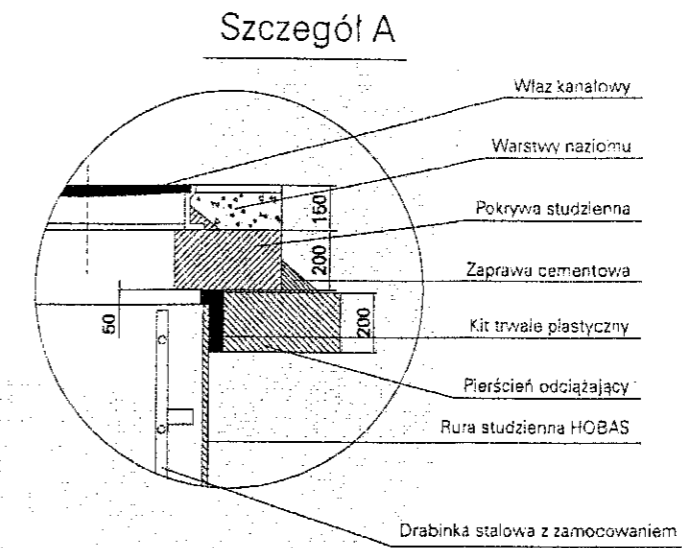 Szczegół A
Właz kanałowy
Warstwy naziomu
Pokrywa studzienna
Zaprawa cementowa
Kit trwale plastyczny
Pierścień odciążający
Rura studzienna HOBAS
Drabinka stalowa z zamocowaniem
150
200
200
50